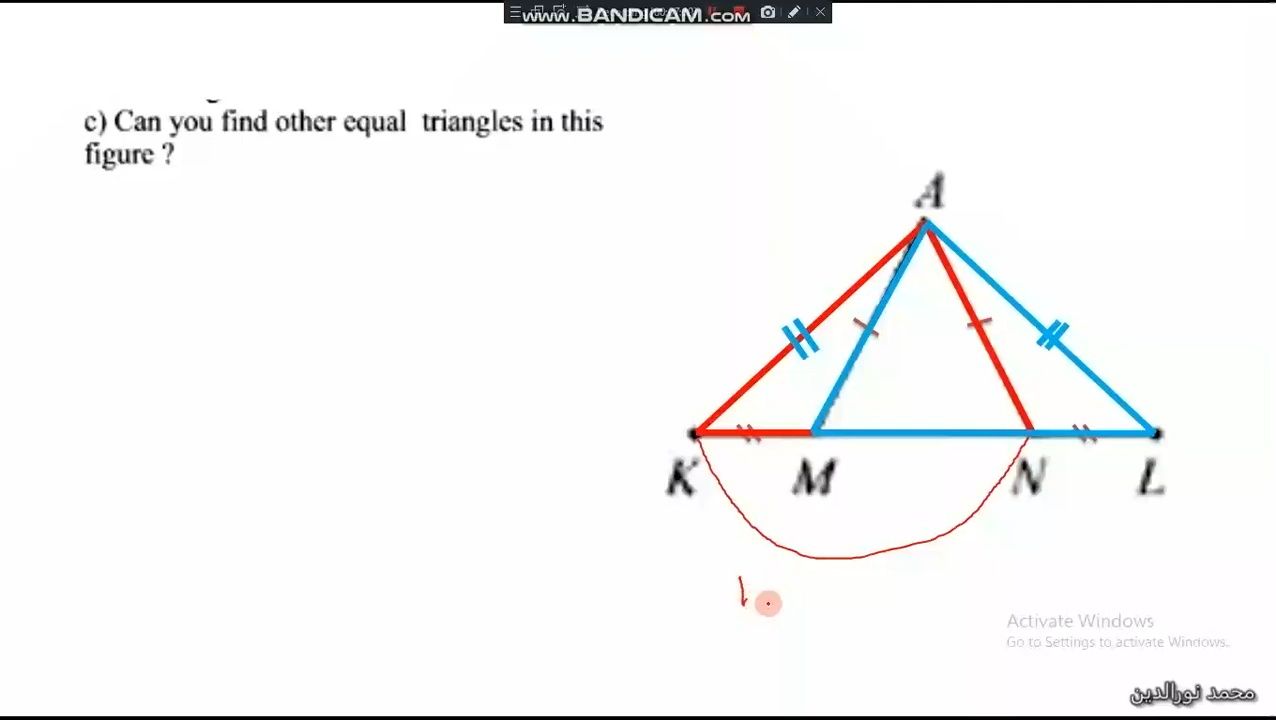 www.BANDICAM.com
c) Can you find other equal triangles in this
figure ?
A
K M N L
Activate Windows
Go to Settings to activate Windows.
محمد نورالدين